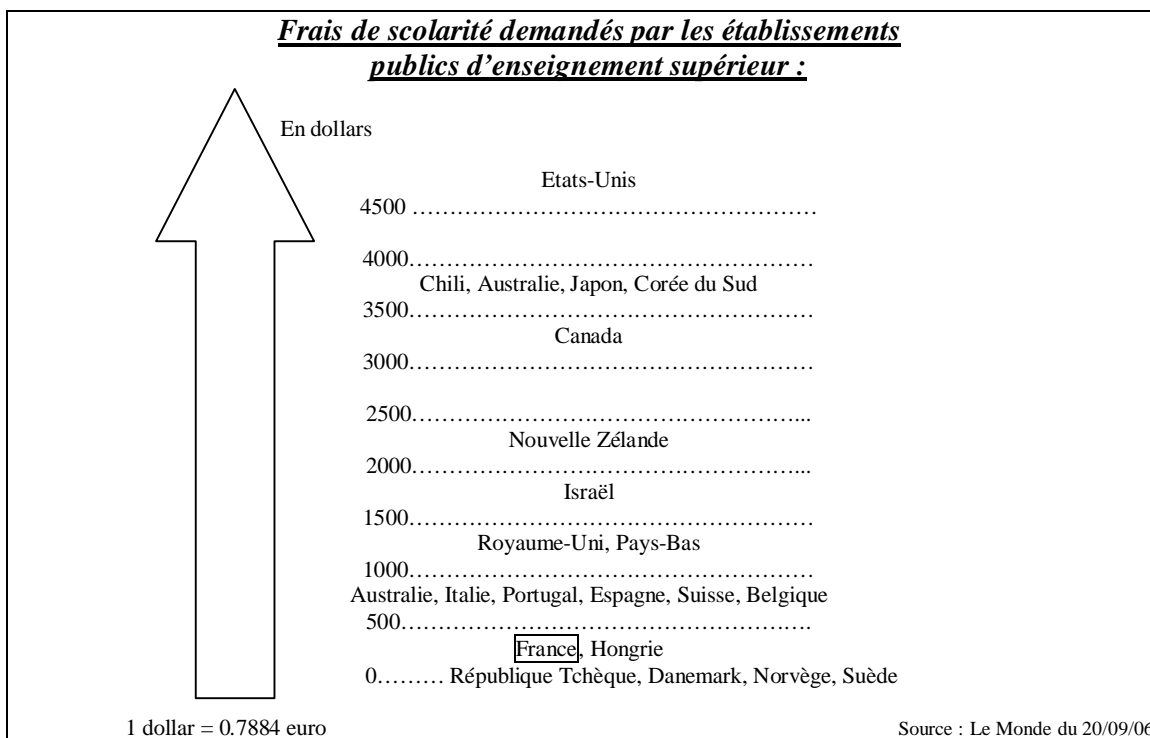 Frais de scolarité demandés par les établissements
publics d'enseignement supérieur :
En dollars
Etats-Unis
4500 ……………………………………………
4000……………………………………………
Chili, Australie, Japon, Corée du Sud
3500……………………………………………
Canada
3000……………………………………………
2500…………………………………………...
Nouvelle Zélande
2000…………………………………………...
Israël
1500……………………………………………
Royaume-Uni, Pays-Bas
1000……………………………………………
Australie, Italie, Portugal, Espagne, Suisse, Belgique
500…………………………………………….
France, Hongrie
0……… République Tchèque, Danemark, Norvège, Suède
1 dollar = 0.7884 euro
Source : Le Monde du 20/09/06